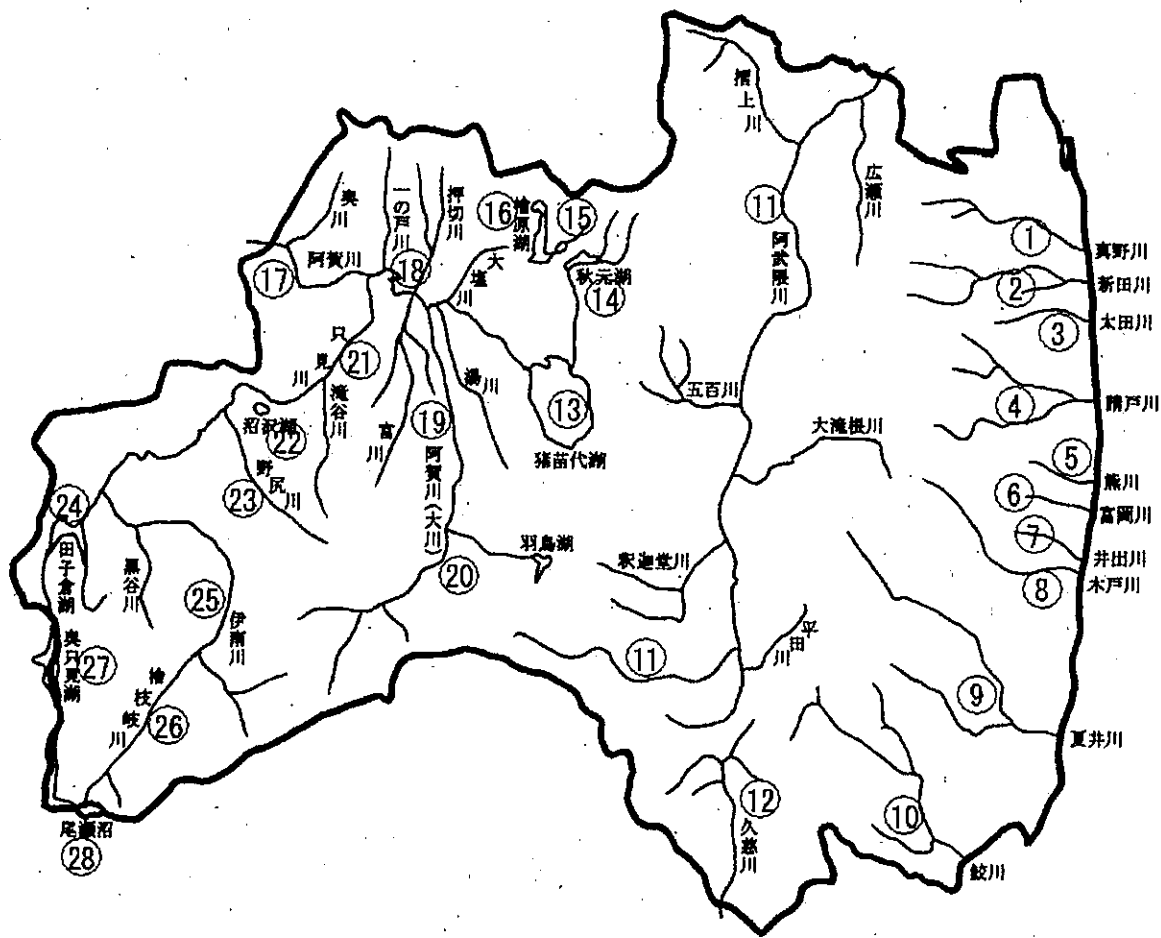 摺上川
広瀬川
⑪
阿武隈川
奥川
一の戸川
押切川
⑯
桧原湖
⑮
⑰
阿賀川
⑱
大塩川
秋元湖
⑭
①
真野川
②
新田川
③
太田川
只見川
㉑
滝谷川
湯川
⑬
猪苗代湖
五百川
④
請戸川
沼沢湖
㉒
宮川
⑲
阿賀川(大川)
大滝根川
⑤
熊川
⑥
富岡川
㉓
野尻川
⑦
井出川
⑧
木戸川
㉔
田子倉湖
黒谷川
㉕
伊南川
⑳
羽鳥湖
釈迦堂川
㉗
奥只見湖
桧枝岐川
㉖
⑪
平田川
⑨
夏井川
⑫
久慈川
⑩
鮫川
尾瀬沼
㉘